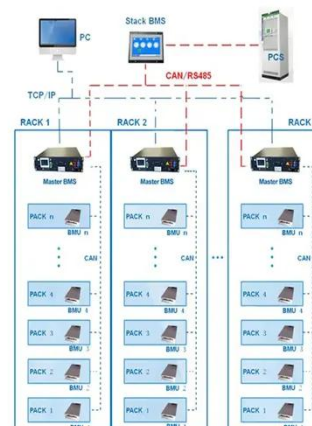 PC
Stack BMS
PCS
CAN/RS485
TCP/IP
RACK 1
RACK 2
RACK
Master BMS
Master BMS
Master BMS
PACK n
BMU n
PACK n
BMU n
PACK n
BMU n
CAN
CAN
CAN
PACK 4
BMU 4
PACK 4
BMU 4
PACK 4
BMU 4
PACK 3
BMU 3
PACK 3
BMU 3
PACK 3
BMU 3
PACK 2
BMU 2
PACK 2
BMU 2
PACK 2
BMU 2
PACK 1
PACK 1
PACK 1